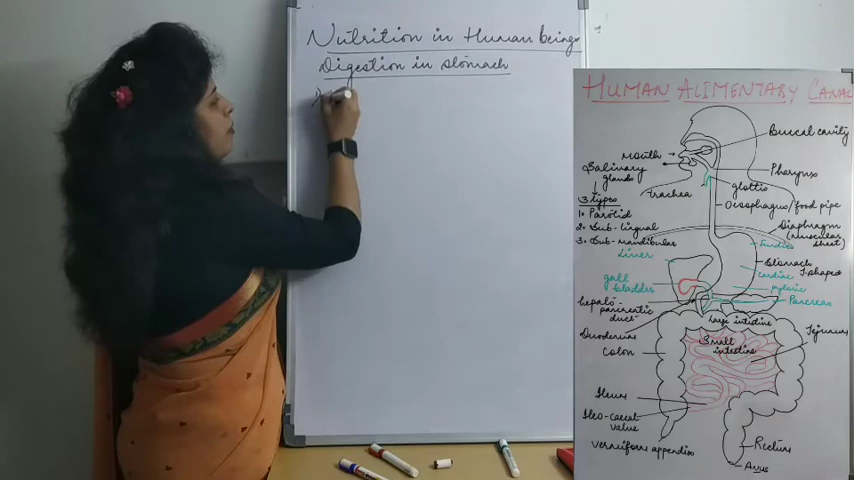 Nutrition in Human beings
Digestion in stomach
HUMAN ALIMENTARY CANAL
Buccal cavity
Mouth
Salivary glands
Pharynx
glottis
trachea
3 types
1. Parotid
2. Sub-lingual
3. Sub-mandibular
Oesophagus/food pipe
Diaphragm
(muscular sheet)
Fundic
Liver
Stomach
J-shaped
cardiac
gall bladder
pyloric
Pancreas
hepato-pancreatic duct
Large intestine
Duodenum
Jejunum
Small intestine
Colon
Ileum
Ileo-caecal valve
Vermiform appendix
Rectum
Anus